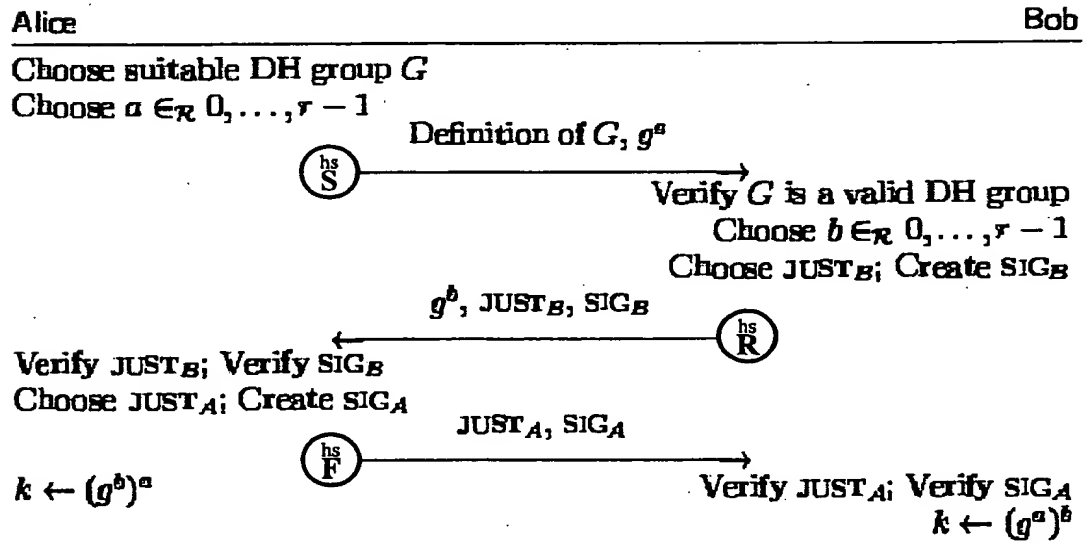 Alice Bob
Choose suitable DH group G
Choose a ∈_R 0,...,r − 1
Definition of G, g^a
hs
S
Verify G is a valid DH group
Choose b ∈_R 0,...,r − 1
Choose JUST_B; Create SIG_B
g^b, JUST_B, SIG_B
hs
R
Verify JUST_B; Verify SIG_B
Choose JUST_A; Create SIG_A
JUST_A, SIG_A
hs
F
k ← (g^b)^a
Verify JUST_A; Verify SIG_A
k ← (g^a)^b